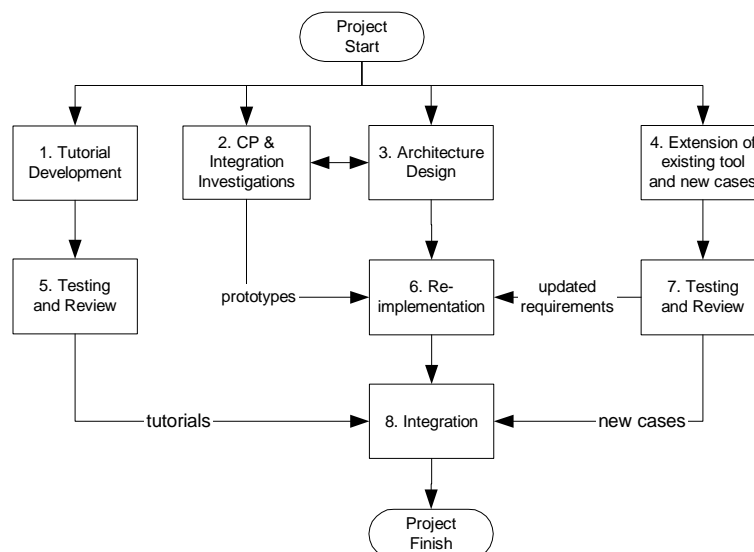 Project
Start
1. Tutorial
Development
2. CP &
Integration
Investigations
3. Architecture
Design
4. Extension of
existing tool
and new cases
5. Testing
and Review
prototypes
6. Re-
implementation
updated
requirements
7. Testing
and Review
tutorials
8. Integration
new cases
Project
Finish